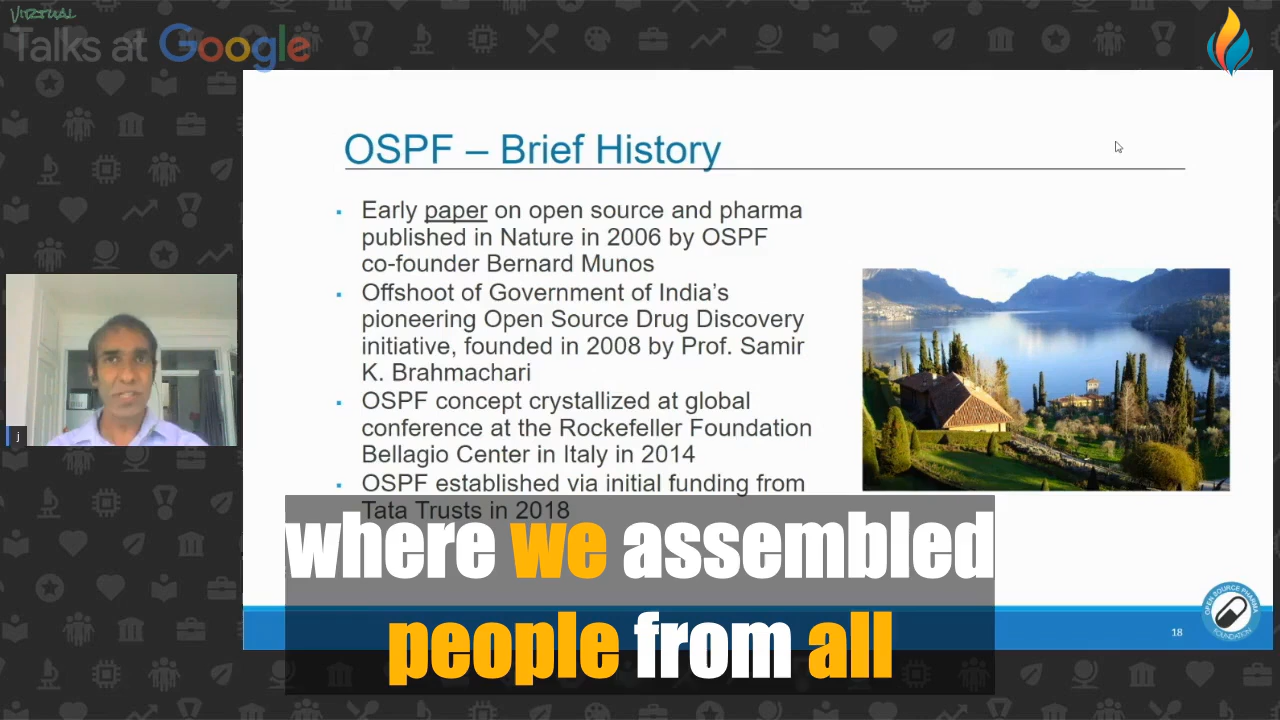 VIRTUAL
Talks at Google
OSPF – Brief History
▪ Early paper on open source and pharma
published in Nature in 2006 by OSPF
co-founder Bernard Munos
▪ Offshoot of Government of India’s
pioneering Open Source Drug Discovery
initiative, founded in 2008 by Prof. Samir
K. Brahmachari
▪ OSPF concept crystallized at global
conference at the Rockefeller Foundation
Bellagio Center in Italy in 2014
▪ OSPF established via initial funding from
Tata Trusts in 2018
j
where we assembled
people from all
OPEN SOURCE PHARMA
FOUNDATION
18